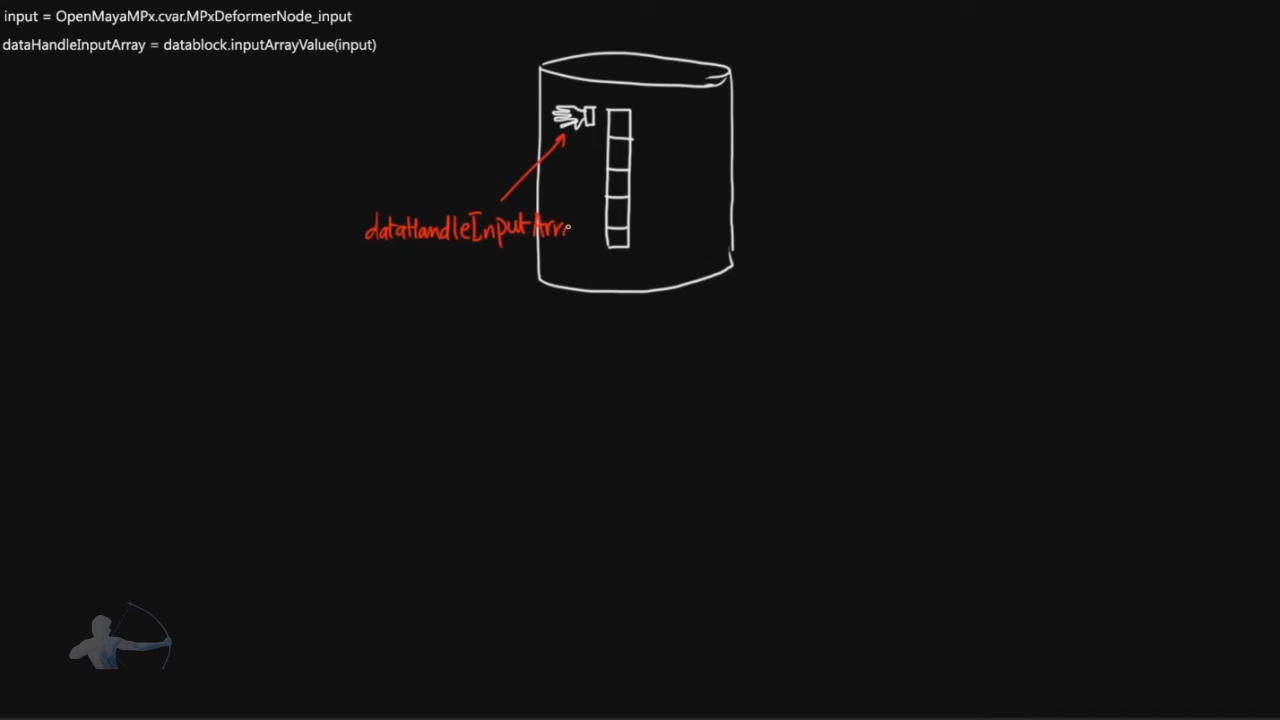 input = OpenMayaMPx.cvar.MPxDeformerNode_input
dataHandleInputArray = datablock.inputArrayValue(input)
dataHandleInputArr